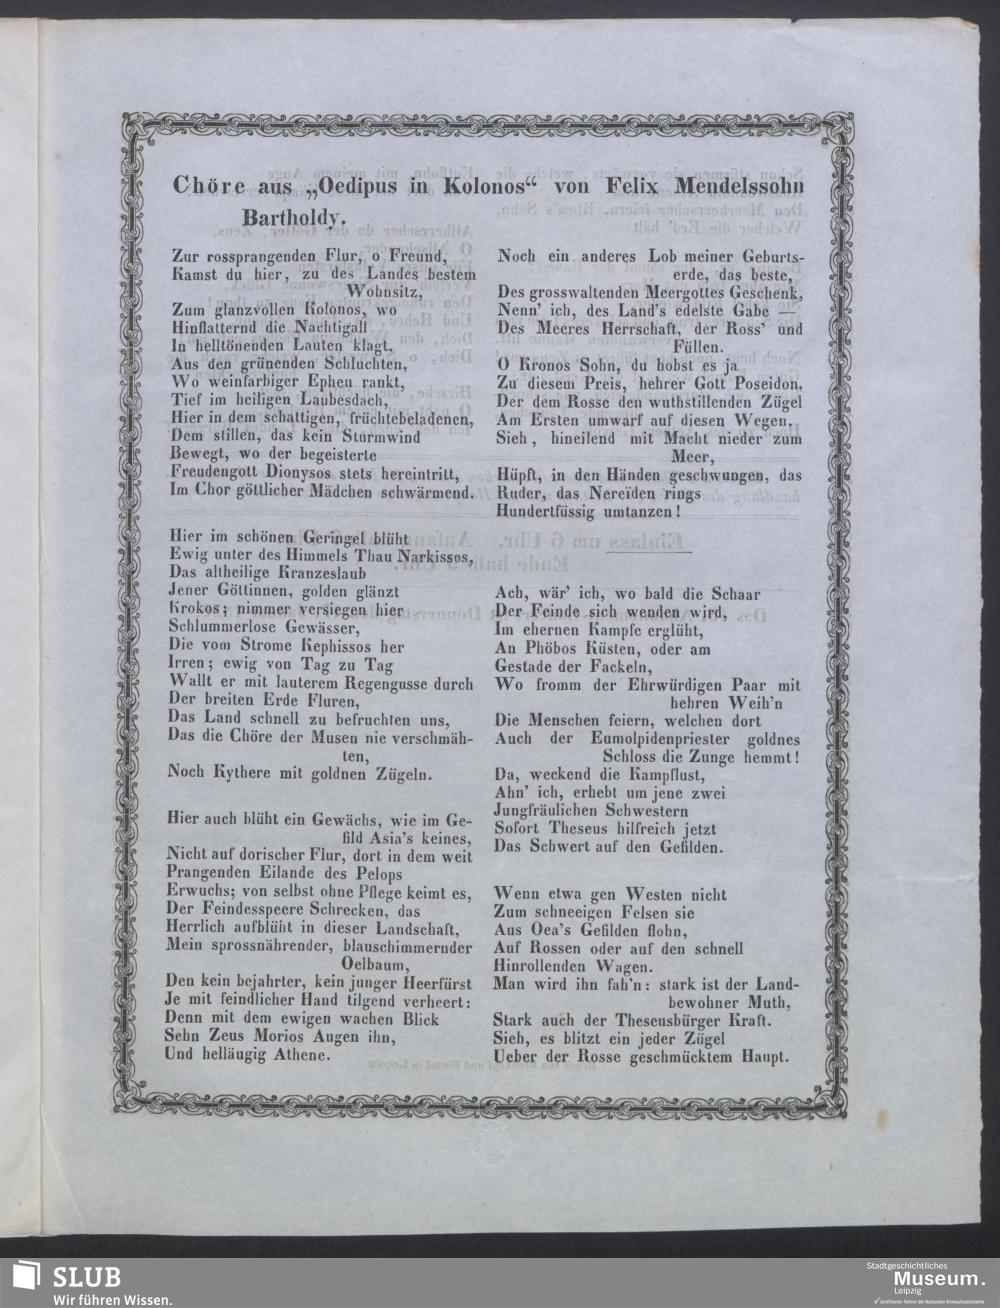 Chöre aus „Oedipus in Kolonos“ von Felix Mendelssohn
Bartholdy.
Zur rossprangenden Flur, o Freund,
Kamst du hier, zu des Landes bestem
Wohnsitz,
Zum glanzvollen Kolonos, wo
Hinflatternd die Nachtigall
In helltönenden Lauten klagt,
Aus den grünenden Schluchten,
Wo weinfarbiger Epheu rankt,
Tief im heiligen Laubesdach,
Hier in dem schattigen, früchtebeladenen,
Dem stillen, das kein Sturmwind
Bewegt, wo der begeisterte
Freudengott Dionysos stets hereintritt,
Im Chor göttlicher Mädchen schwärmend.
Hier im schönen Geringel blüht
Ewig unter des Himmels Thau Narkissos,
Das altheilige Kranzeslaub
Jener Göttinnen, golden glänzt
Krokos; nimmer versiegen hier
Schlummerlose Gewässer,
Die vom Strome Kephissos her
Irren; ewig von Tag zu Tag
Wallt er mit lauterem Regengusse durch
Der breiten Erde Fluren,
Das Land schnell zu befruchten uns,
Das die Chöre der Musen nie verschmäh-
ten,
Noch Kythere mit goldnen Zügeln.
Hier auch blüht ein Gewächs, wie im Ge-
fild Asia's keines,
Nicht auf dorischer Flur, dort in dem weit
Prangenden Eilande des Pelops
Erwuchs; von selbst ohne Pflege keimt es,
Der Feindesspeere Schrecken, das
Herrlich aufblüht in dieser Landschaft,
Mein sprossnährender, blauschimmernder
Oelbaum,
Den kein bejahrter, kein junger Heerfürst
Je mit feindlicher Hand tilgend verheert:
Denn mit dem ewigen wachen Blick
Sehn Zeus Morios Augen ihn,
Und helläugig Athene.
Noch ein anderes Lob meiner Geburts-
erde, das beste,
Des grosswaltenden Meergottes Geschenk,
Nenn' ich, des Land's edelste Gabe —
Des Meeres Herrschaft, der Ross' und
Füllen.
O Kronos Sohn, du hobst es ja
Zu diesem Preis, hehrer Gott Poseidon,
Der dem Rosse den wuthstillenden Zügel
Am Ersten umwarf auf diesen Wegen.
Sieh, hineilend mit Macht nieder zum
Meer,
Hüpft, in den Händen geschwungen, das
Ruder, das Nereïden rings
Hundertfüssig umtanzen!
Ach, wär' ich, wo bald die Schaar
Der Feinde sich wenden wird,
Im ehernen Kampfe erglüht,
An Phöbos Küsten, oder am
Gestade der Fackeln,
Wo fromm der Ehrwürdigen Paar mit
hehren Weih'n
Die Menschen feiern, welchen dort
Auch der Eumolpidenpriester goldnes
Schloss die Zunge hemmt!
Da, weckend die Kampflust,
Ahn' ich, erhebt um jene zwei
Jungfräulichen Schwestern
Sofort Theseus hilfreich jetzt
Das Schwert auf den Gefilden.
Wenn etwa gen Westen nicht
Zum schneeigen Felsen sie
Aus Oea's Gefilden flohn,
Auf Rossen oder auf den schnell
Hinrollenden Wagen.
Man wird ihn fah'n: stark ist der Land-
bewohner Muth,
Stark auch der Theseusbürger Kraft.
Sieh, es blitzt ein jeder Zügel
Ueber der Rosse geschmücktem Haupt.
SLUB
Wir führen Wissen.
Stadtgeschichtliches
Museum.
Leipzig
Zertifizierter Partner der Nationalen Klimaschutzinitiative